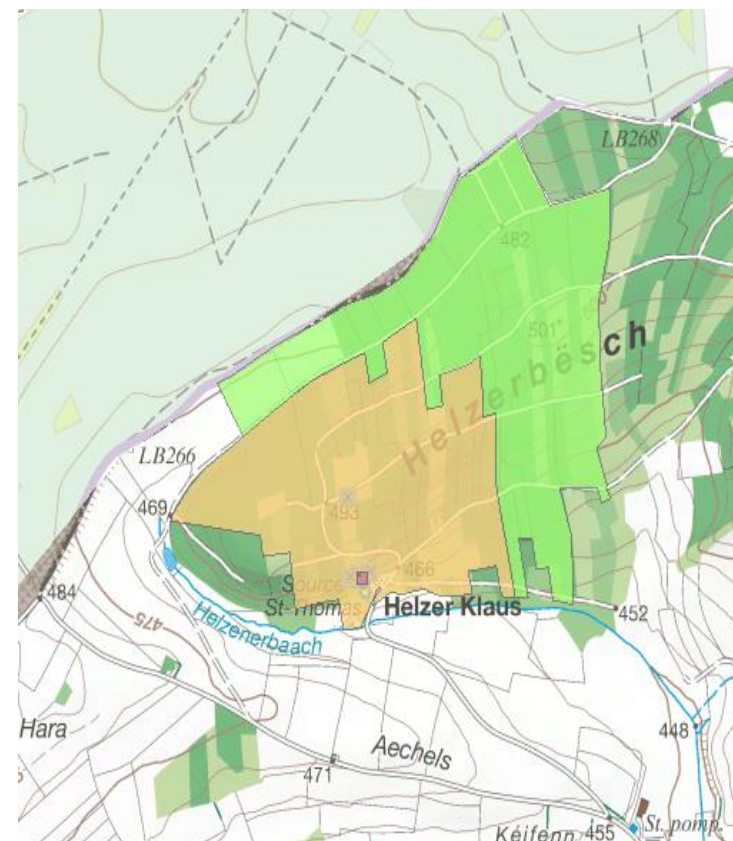 LB268
482
501
Helzerbësch
LB266
469
493
466
Source
St-Thomas
Helzer Klaus
452
484
475
Helzenerbaach
448
Hara
Aechels
471
Kéifenn
455
St. pomp.